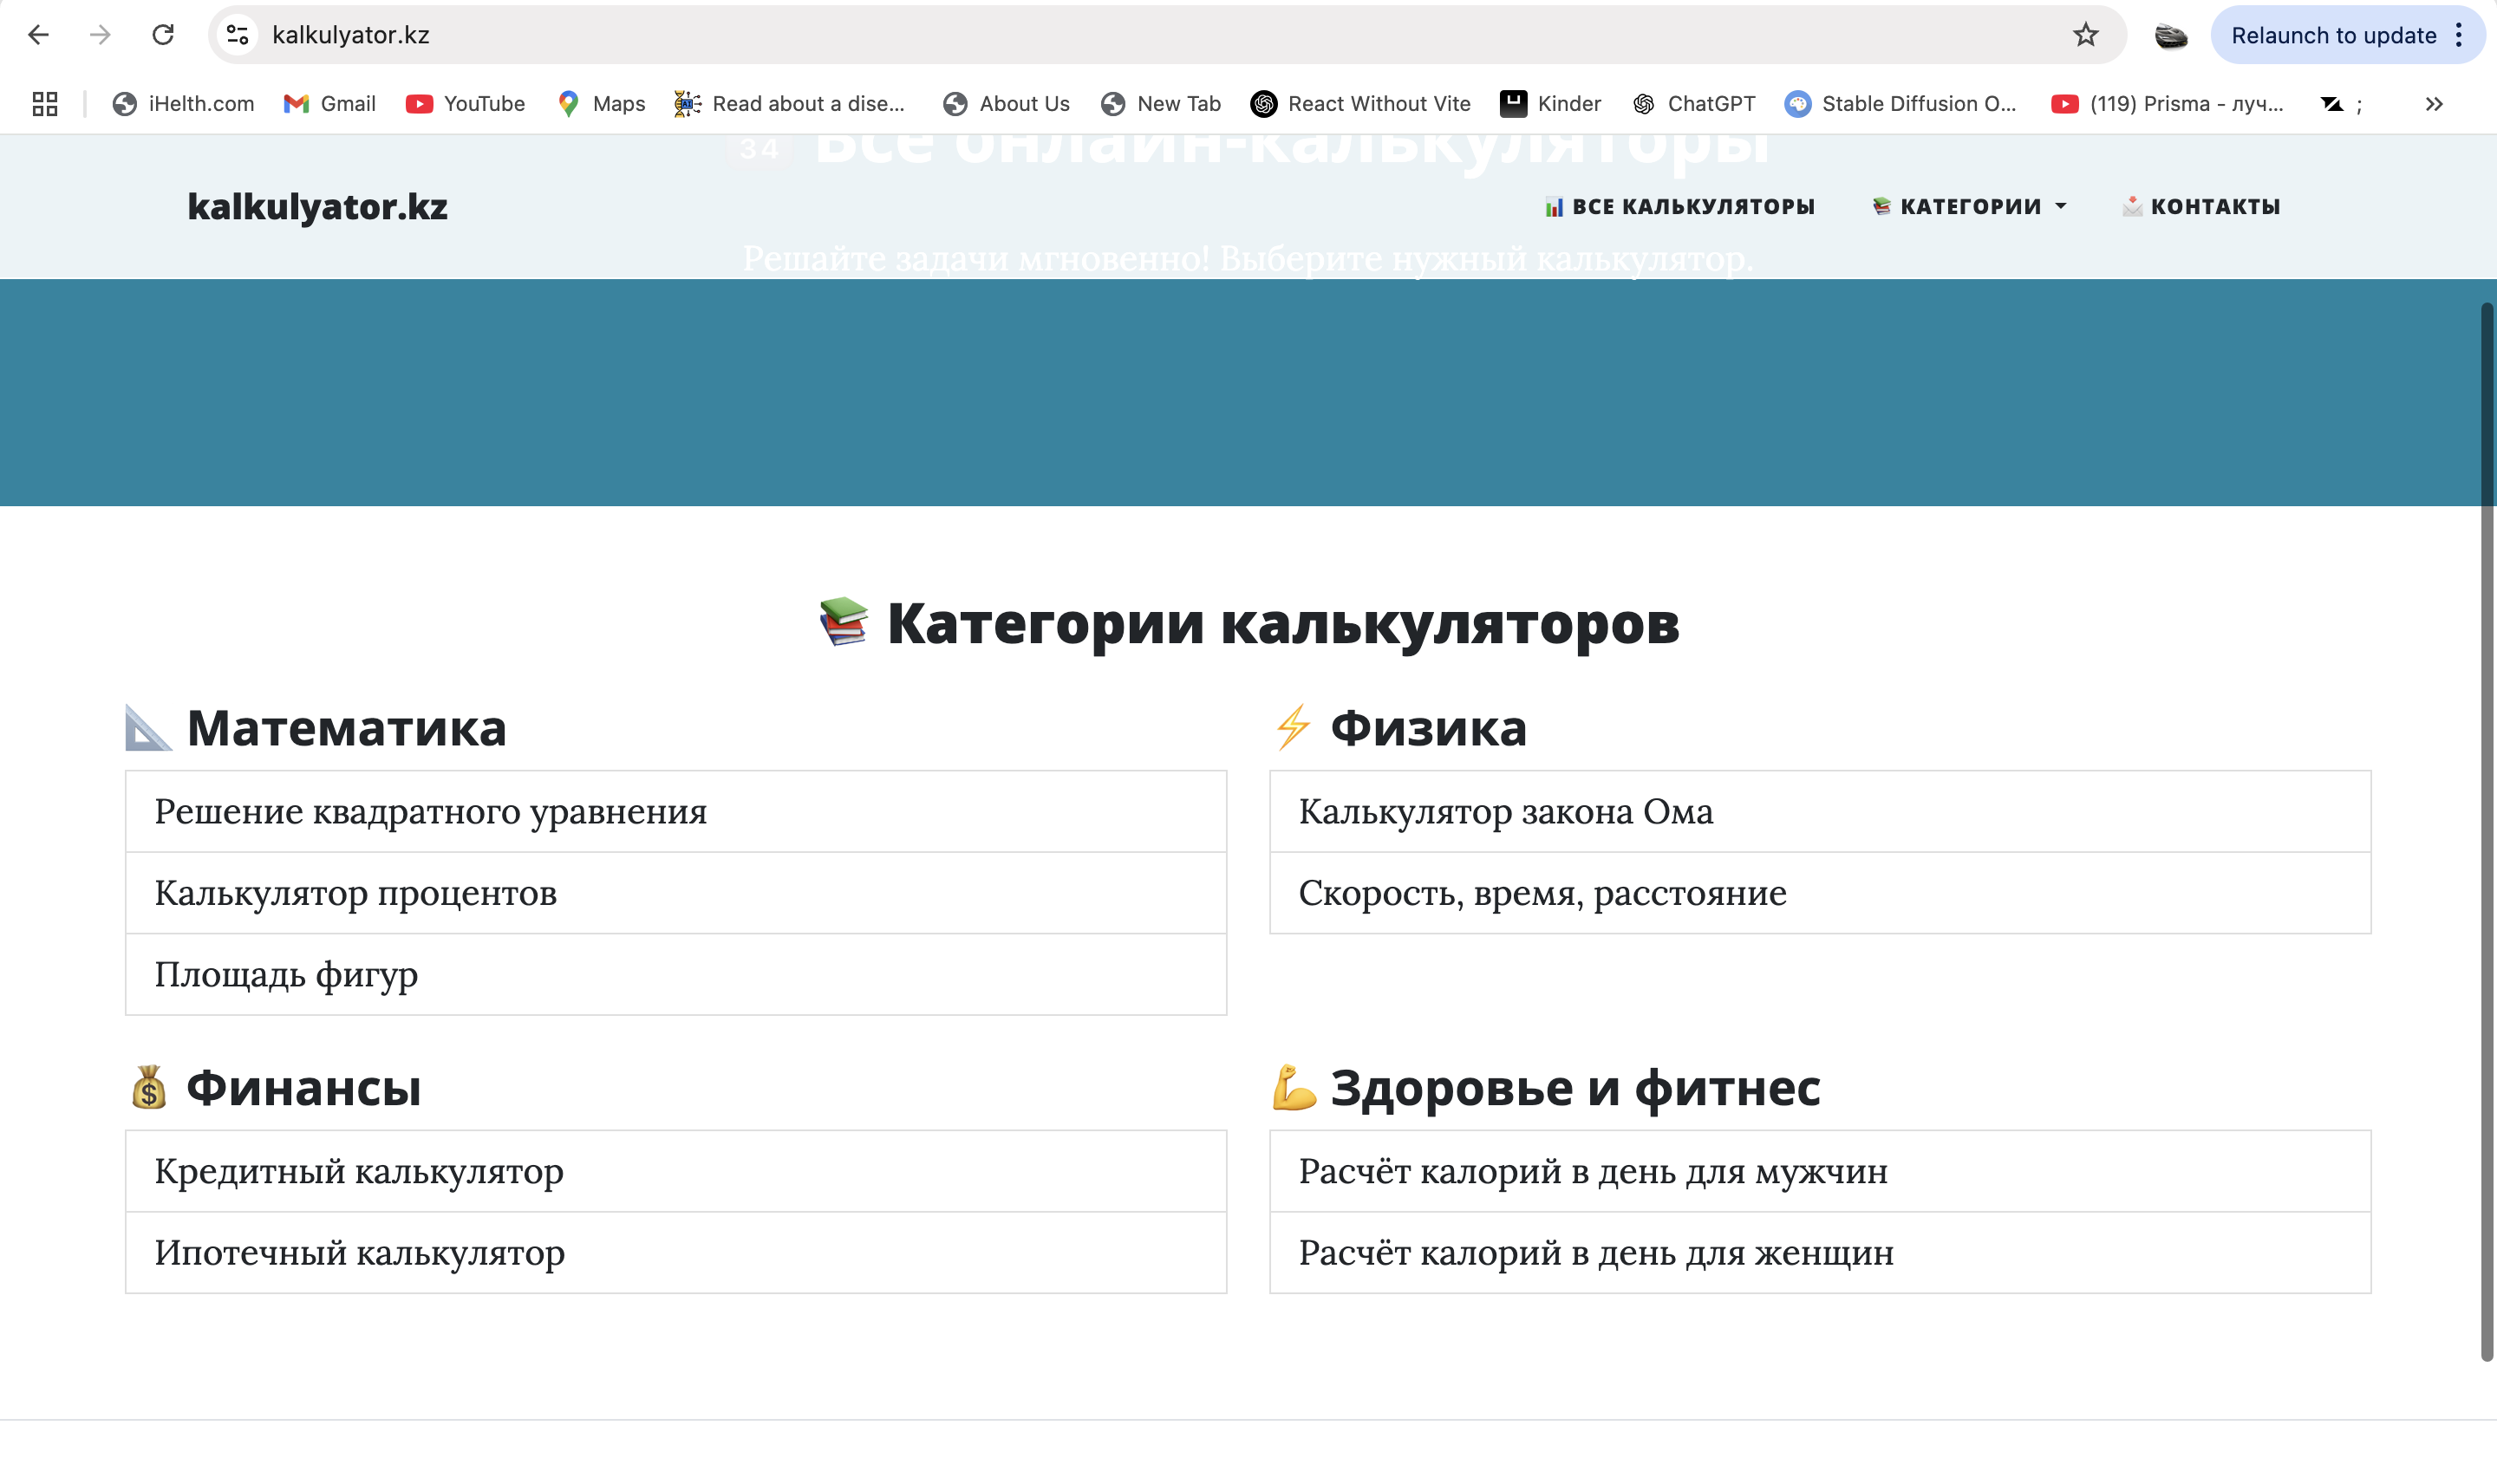 kalkulyator.kz
Relaunch to update
iHelth.com Gmail YouTube Maps Read about a dise... About Us New Tab React Without Vite Kinder ChatGPT Stable Diffusion O... (119) Prisma - луч... ;
34 Все онлайн-калькуляторы
kalkulyator.kz ВСЕ КАЛЬКУЛЯТОРЫ КАТЕГОРИИ КОНТАКТЫ
Решайте задачи мгновенно! Выберите нужный калькулятор.
Категории калькуляторов
Математика
Решение квадратного уравнения
Калькулятор процентов
Площадь фигур
Физика
Калькулятор закона Ома
Скорость, время, расстояние
Финансы
Кредитный калькулятор
Ипотечный калькулятор
Здоровье и фитнес
Расчёт калорий в день для мужчин
Расчёт калорий в день для женщин